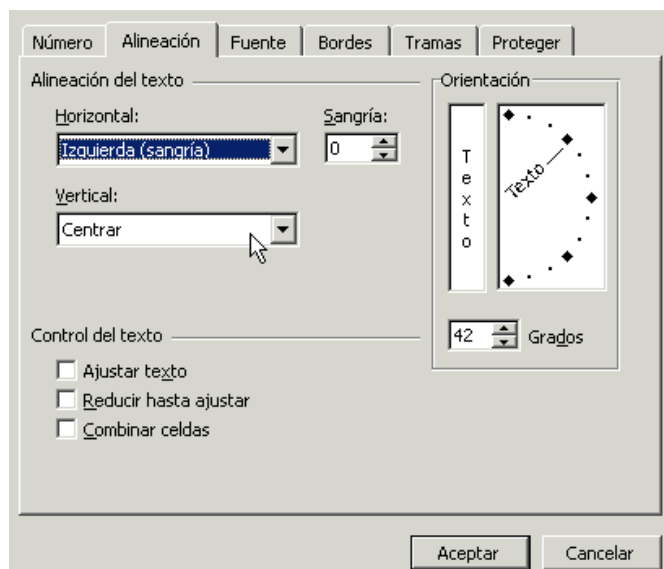 Número Alineación Fuente Bordes Tramas Proteger
Alineación del texto
Horizontal:
Izquierda (sangría)
Sangría:
0
Vertical:
Centrar
Orientación
Texto
Texto
42 Grados
Control del texto
Ajustar texto
Reducir hasta ajustar
Combinar celdas
Aceptar Cancelar